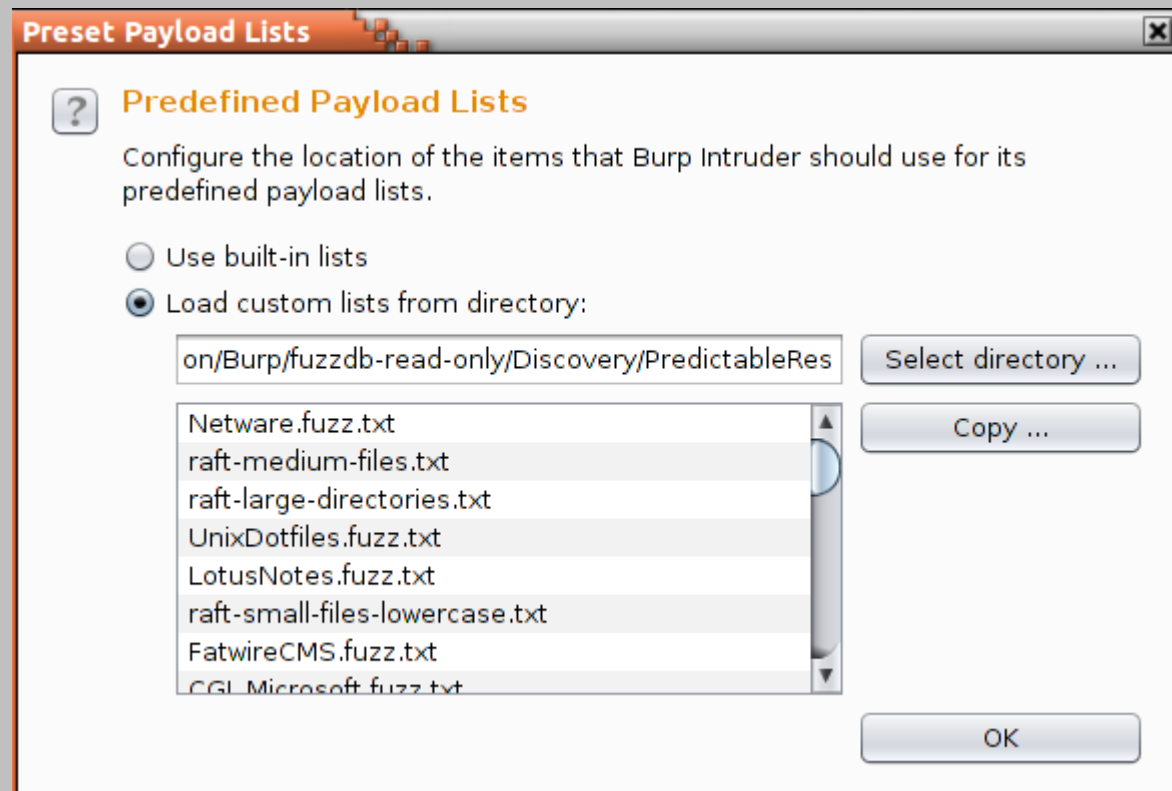 Preset Payload Lists
?
Predefined Payload Lists
Configure the location of the items that Burp Intruder should use for its
predefined payload lists.
Use built-in lists
Load custom lists from directory:
on/Burp/fuzzdb-read-only/Discovery/PredictableRes
Select directory ...
Netware.fuzz.txt
Copy ...
raft-medium-files.txt
raft-large-directories.txt
UnixDotfiles.fuzz.txt
LotusNotes.fuzz.txt
raft-small-files-lowercase.txt
FatwireCMS.fuzz.txt
CGI_Microsoft.fuzz.txt
OK